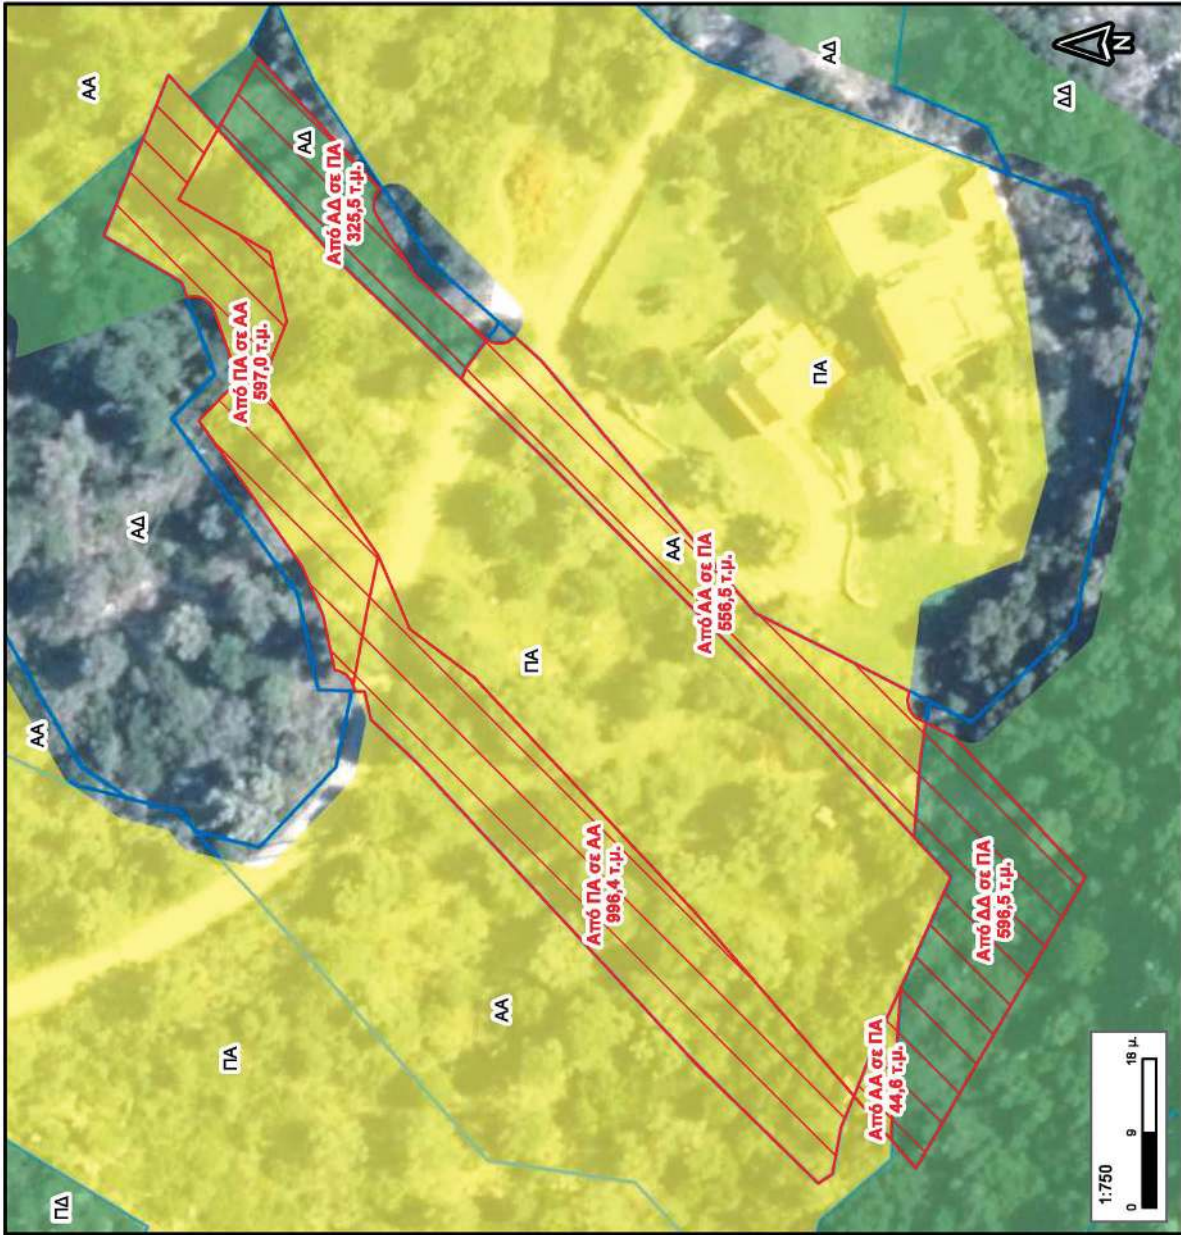 ΑΑ
ΑΔ
ΑΔ
ΔΔ
Από ΑΔ σε ΠΑ
325,5 τ.μ.
Από ΠΑ σε ΑΑ
597,0 τ.μ.
ΑΔ
ΠΑ
ΑΑ
Από ΑΑ σε ΠΑ
556,5 τ.μ.
ΠΑ
ΑΑ
Από ΠΑ σε ΑΑ
996,4 τ.μ.
Από ΔΔ σε ΠΑ
596,5 τ.μ.
ΑΑ
ΠΑ
Από ΑΑ σε ΠΑ
44,6 τ.μ.
ΠΔ
1:750
0 9 18 μ.
N